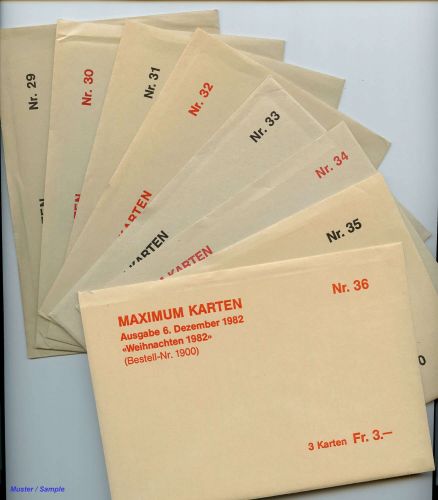 Nr. 29
Nr. 30
Nr. 31
Nr. 32
Nr. 33
Nr. 34
Nr. 35
KARTEN
KARTEN
KARTEN
MAXIMUM KARTEN
Nr. 36
Ausgabe 6. Dezember 1982
«Weihnachten 1982»
(Bestell-Nr. 1900)
3 Karten Fr. 3.—
Muster / Sample